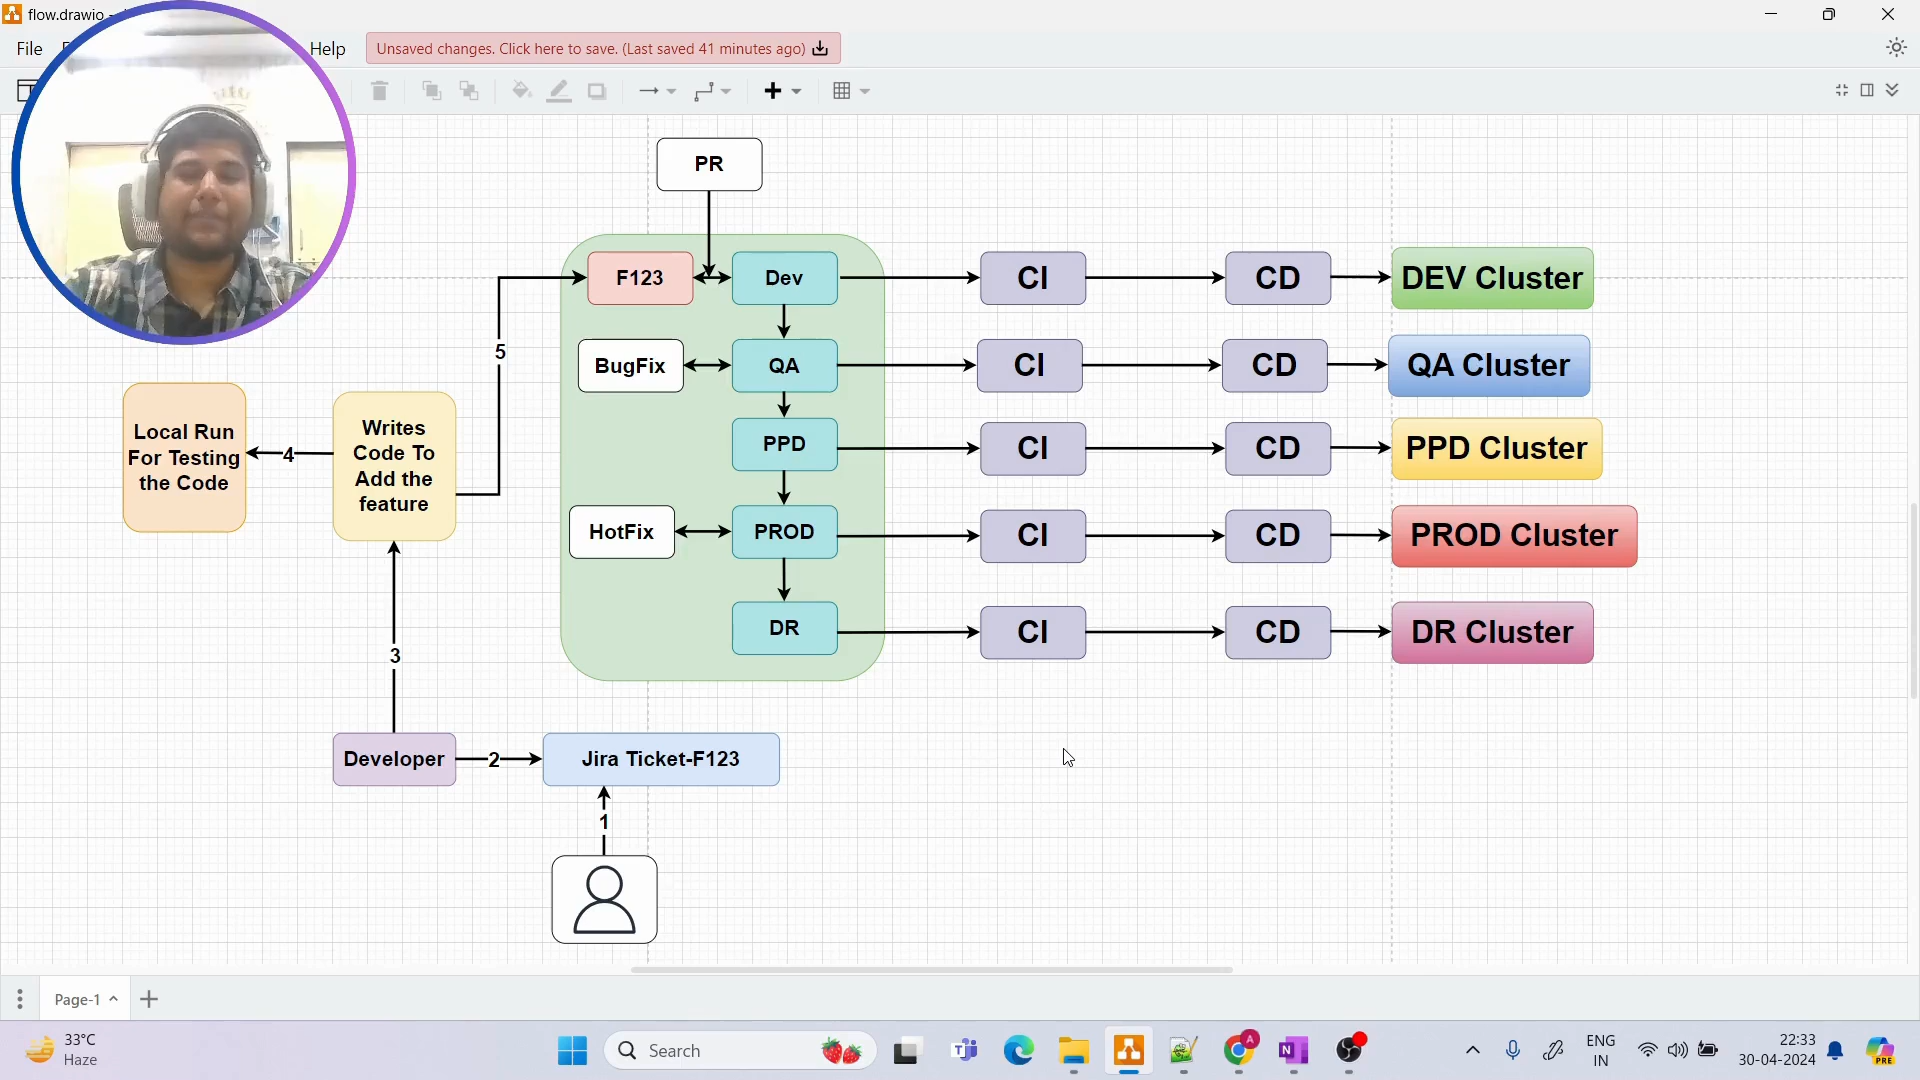 flow.drawio -
File
Help
Unsaved changes. Click here to save. (Last saved 41 minutes ago)
PR
F123
Dev
CI
CD
DEV Cluster
5
BugFix
QA
CI
CD
QA Cluster
Local Run
For Testing
the Code
4
Writes
Code To
Add the
feature
PPD
CI
CD
PPD Cluster
HotFix
PROD
CI
CD
PROD Cluster
DR
CI
CD
DR Cluster
3
Developer
2
Jira Ticket-F123
1
Page-1
33°C
Haze
Search
A
N
ENG
IN
22:33
30-04-2024
PRE